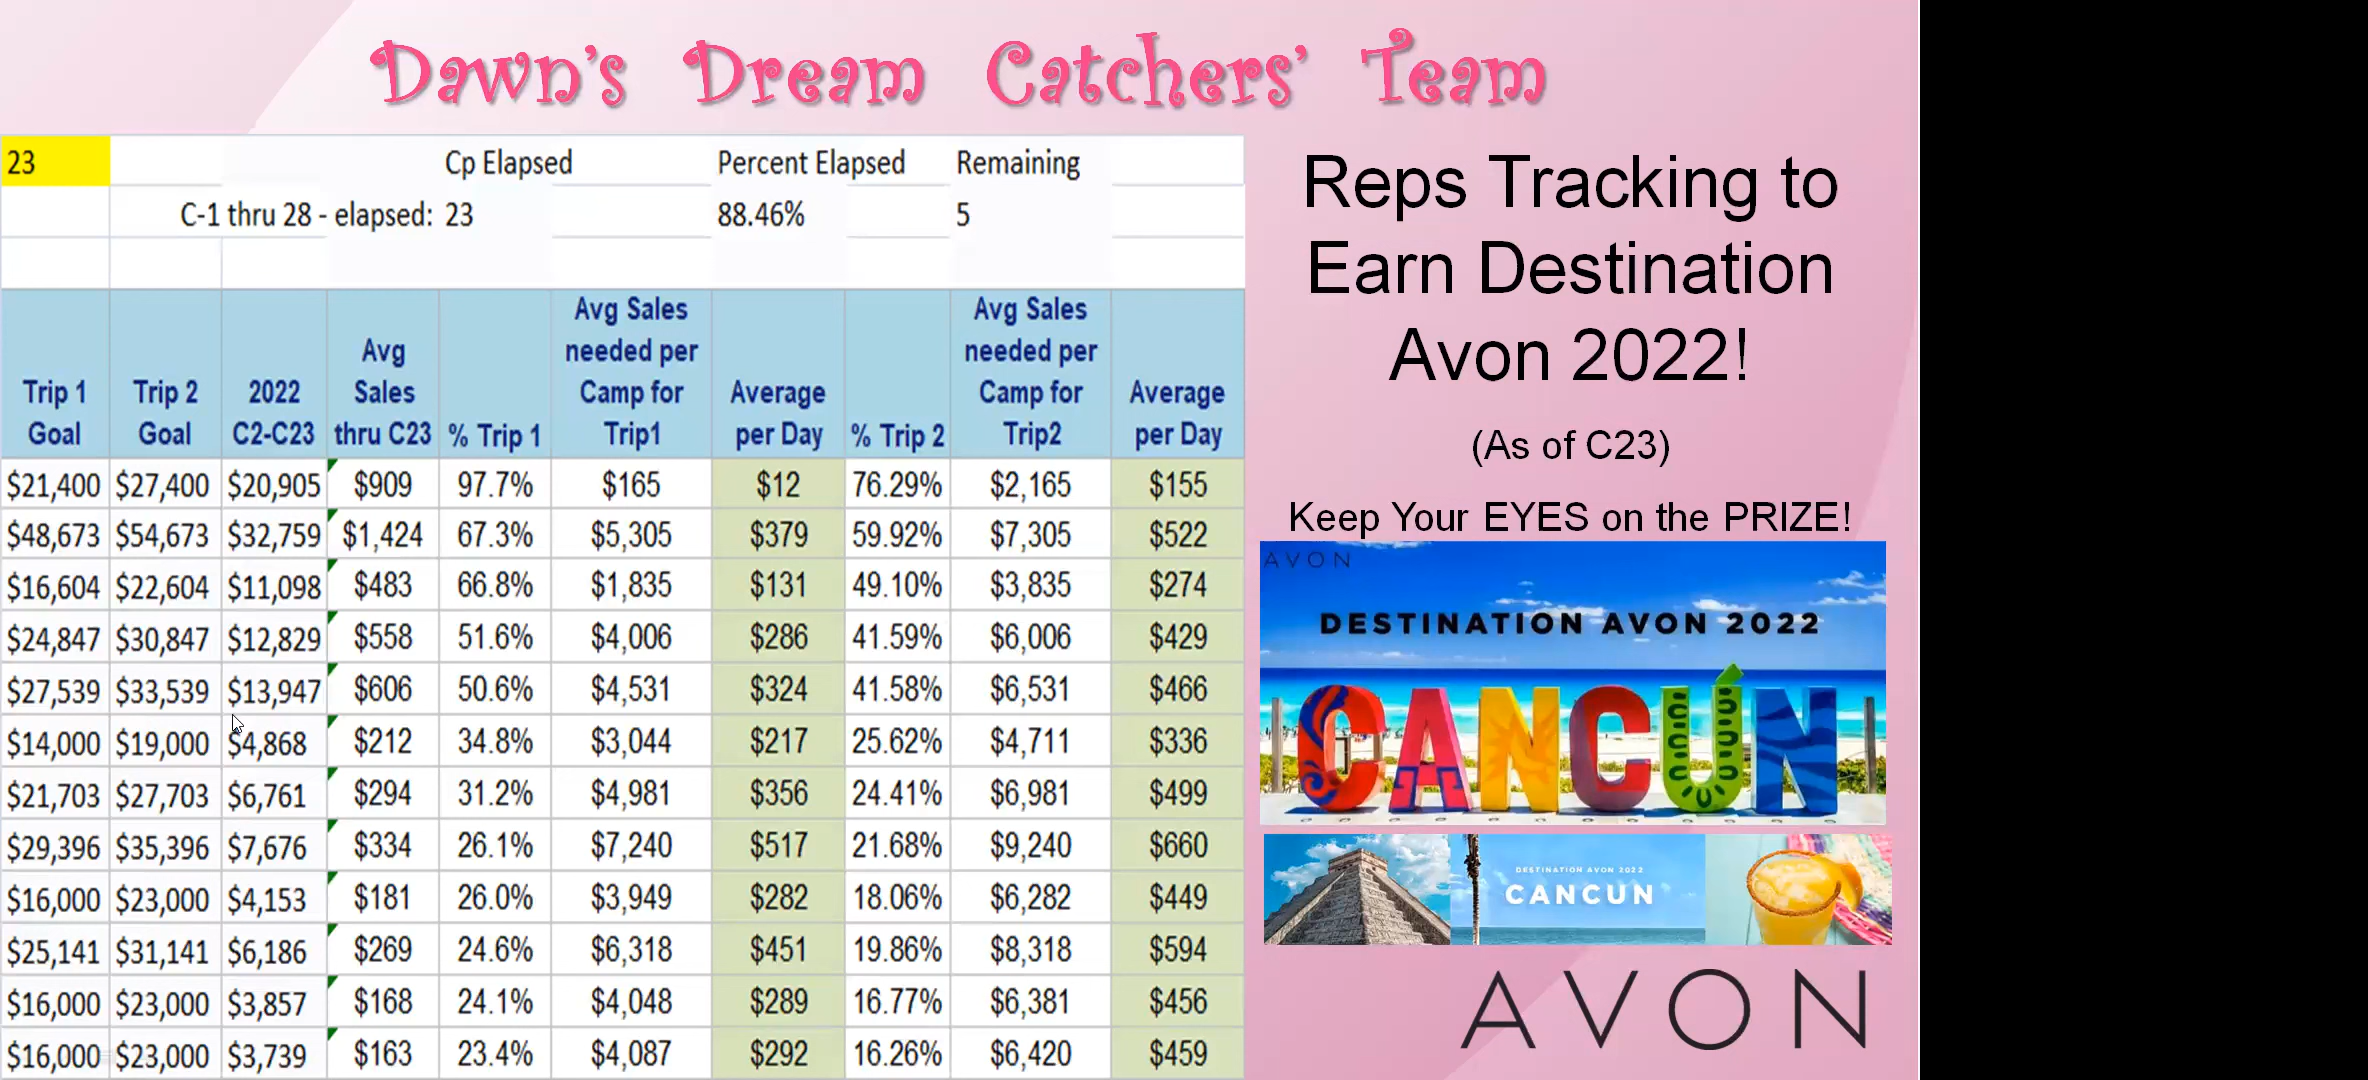 Dawn's Dream Catchers' Team
23 Cp Elapsed Percent Elapsed Remaining
C-1 thru 28 - elapsed: 23 88.46% 5
Trip 1 Goal Trip 2 Goal 2022 C2-C23 Avg Sales thru C23 % Trip 1 Avg Sales needed per Camp for Trip1 Average per Day % Trip 2 Avg Sales needed per Camp for Trip2 Average per Day
$21,400 $27,400 $20,905 $909 97.7% $165 $12 76.29% $2,165 $155
$48,673 $54,673 $32,759 $1,424 67.3% $5,305 $379 59.92% $7,305 $522
$16,604 $22,604 $11,098 $483 66.8% $1,835 $131 49.10% $3,835 $274
$24,847 $30,847 $12,829 $558 51.6% $4,006 $286 41.59% $6,006 $429
$27,539 $33,539 $13,947 $606 50.6% $4,531 $324 41.58% $6,531 $466
$14,000 $19,000 $4,868 $212 34.8% $3,044 $217 25.62% $4,711 $336
$21,703 $27,703 $6,761 $294 31.2% $4,981 $356 24.41% $6,981 $499
$29,396 $35,396 $7,676 $334 26.1% $7,240 $517 21.68% $9,240 $660
$16,000 $23,000 $4,153 $181 26.0% $3,949 $282 18.06% $6,282 $449
$25,141 $31,141 $6,186 $269 24.6% $6,318 $451 19.86% $8,318 $594
$16,000 $23,000 $3,857 $168 24.1% $4,048 $289 16.77% $6,381 $456
$16,000 $23,000 $3,739 $163 23.4% $4,087 $292 16.26% $6,420 $459
Reps Tracking to
Earn Destination
Avon 2022!
(As of C23)
Keep Your EYES on the PRIZE!
AVON
DESTINATION AVON 2022
CANCÚN
DESTINATION AVON 2022
CANCUN
AVON